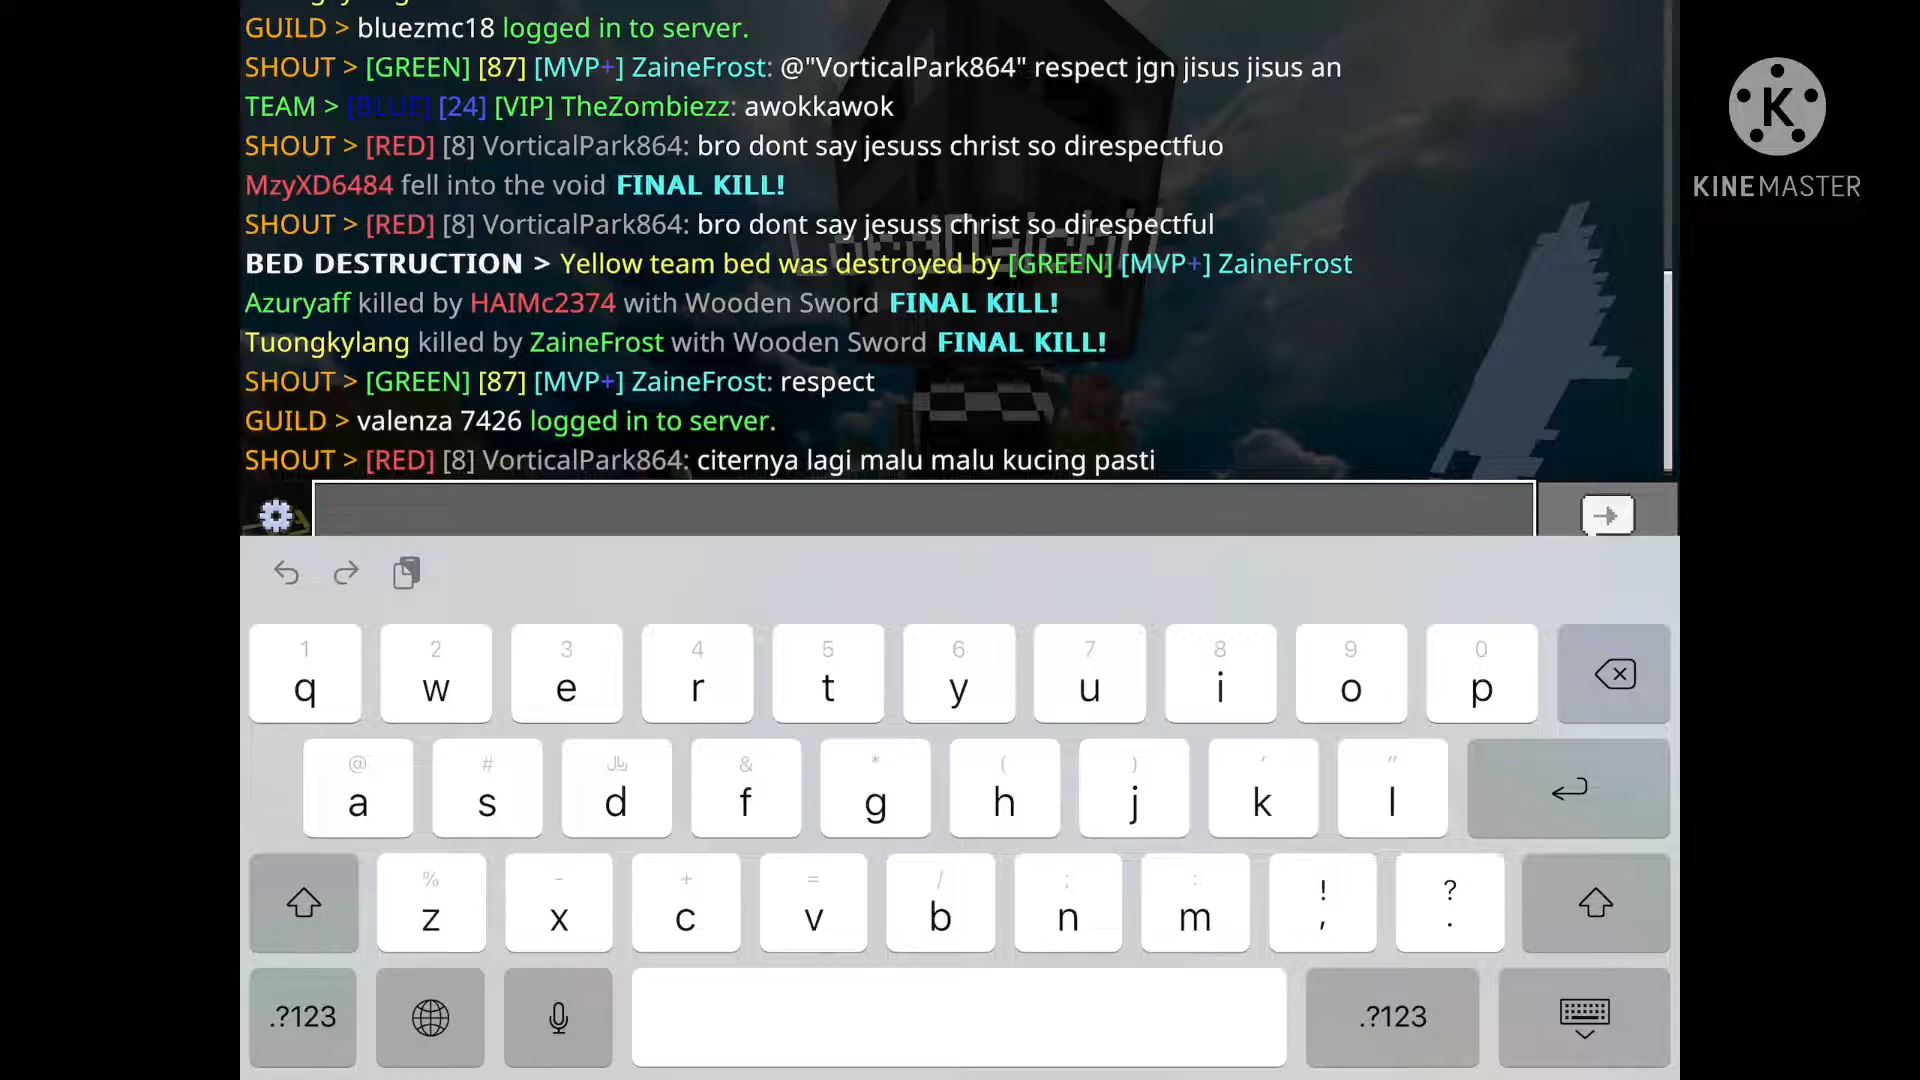 GUILD > bluezmc18 logged in to server.
SHOUT > [GREEN] [87] [MVP+] ZaineFrost: @"VorticalPark864" respect jgn jisus jisus an
TEAM > [BLUE] [24] [VIP] TheZombiezz: awokkawok
SHOUT > [RED] [8] VorticalPark864: bro dont say jesuss christ so direspectfuo
MzyXD6484 fell into the void FINAL KILL!
SHOUT > [RED] [8] VorticalPark864: bro dont say jesuss christ so direspectful
BED DESTRUCTION > Yellow team bed was destroyed by [GREEN] [MVP+] ZaineFrost
Azuryaff killed by HAIMc2374 with Wooden Sword FINAL KILL!
Tuongkylang killed by ZaineFrost with Wooden Sword FINAL KILL!
SHOUT > [GREEN] [87] [MVP+] ZaineFrost: respect
GUILD > valenza 7426 logged in to server.
SHOUT > [RED] [8] VorticalPark864: citernya lagi malu malu kucing pasti
K
KINEMASTER
1 2 3 4 5 6 7 8 9 0
q w e r t y u i o p
@ # ﷼ & * ( ) ' "
a s d f g h j k l
% - + = / ; : ! ?
z x c v b n m , .
.?123 .?123